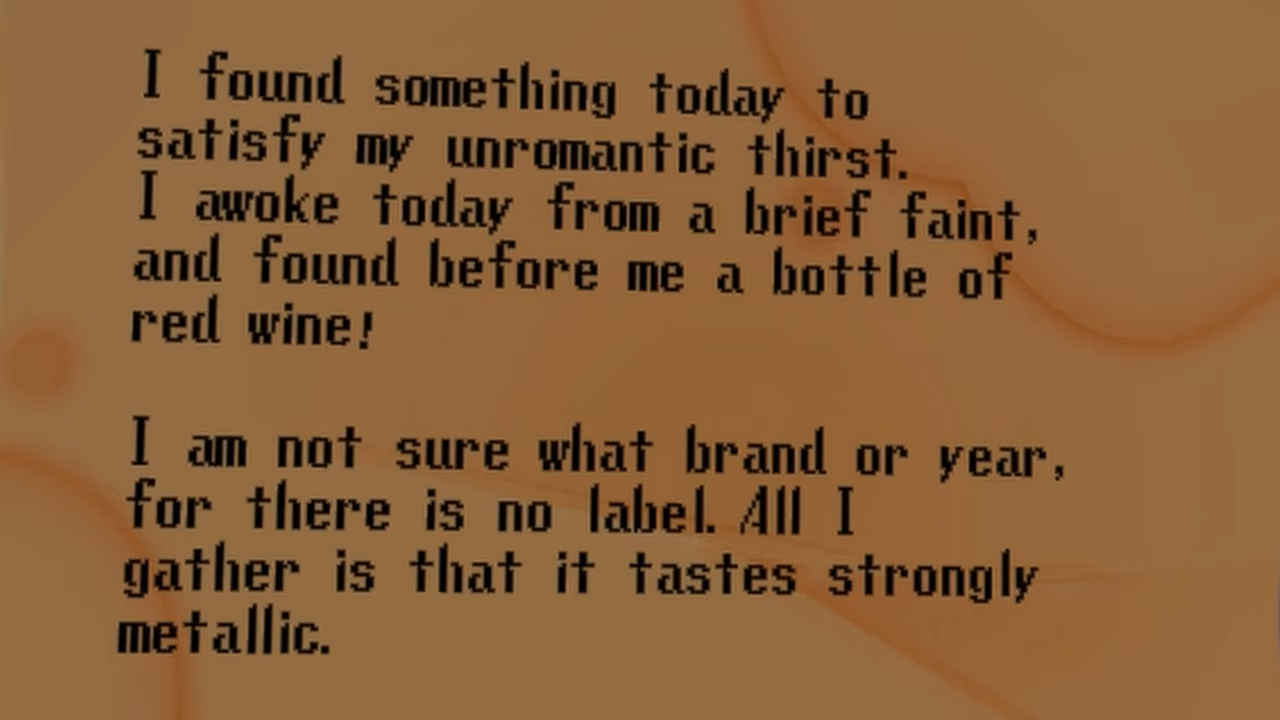 I found something today to
satisfy my unromantic thirst.
I awoke today from a brief faint,
and found before me a bottle of
red wine!
I am not sure what brand or year,
for there is no label. All I
gather is that it tastes strongly
metallic.